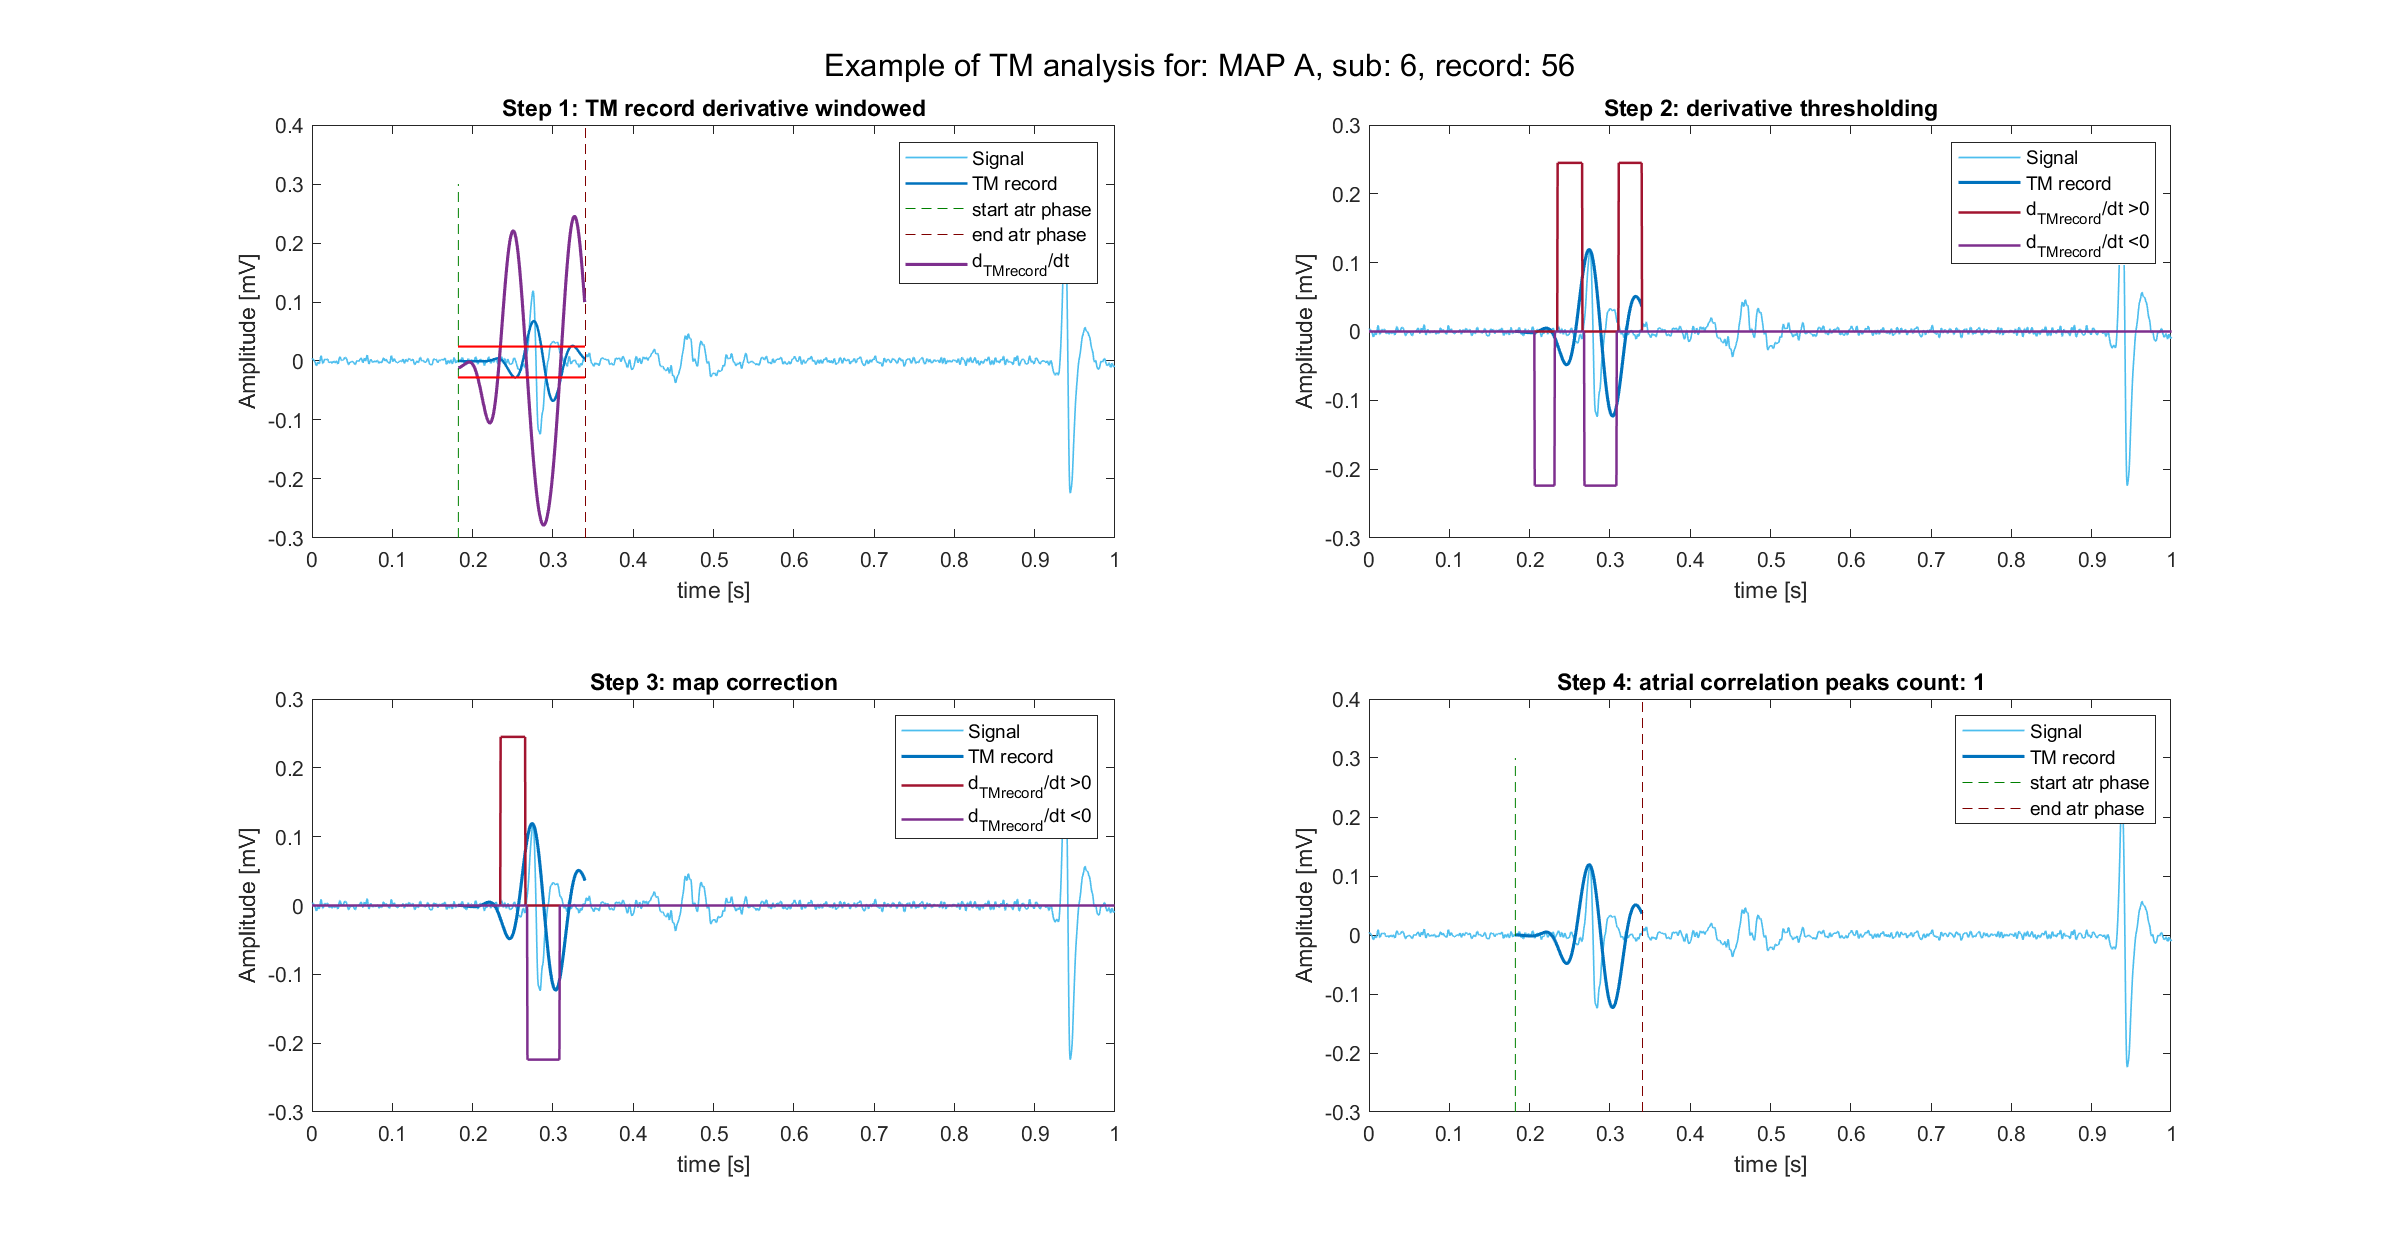 Example of TM analysis for: MAP A, sub: 6, record: 56
Step 1: TM record derivative windowed
0.4
0.3
0.2
0.1
0
-0.1
-0.2
-0.3
Amplitude [mV]
0 0.1 0.2 0.3 0.4 0.5 0.6 0.7 0.8 0.9 1
time [s]
Signal
TM record
start atr phase
end atr phase
dTMrecord/dt
Step 2: derivative thresholding
0.3
0.2
0.1
0
-0.1
-0.2
-0.3
Amplitude [mV]
0 0.1 0.2 0.3 0.4 0.5 0.6 0.7 0.8 0.9 1
time [s]
Signal
TM record
dTMrecord/dt >0
dTMrecord/dt <0
Step 3: map correction
0.3
0.2
0.1
0
-0.1
-0.2
-0.3
Amplitude [mV]
0 0.1 0.2 0.3 0.4 0.5 0.6 0.7 0.8 0.9 1
time [s]
Signal
TM record
dTMrecord/dt >0
dTMrecord/dt <0
Step 4: atrial correlation peaks count: 1
0.4
0.3
0.2
0.1
0
-0.1
-0.2
-0.3
Amplitude [mV]
0 0.1 0.2 0.3 0.4 0.5 0.6 0.7 0.8 0.9 1
time [s]
Signal
TM record
start atr phase
end atr phase